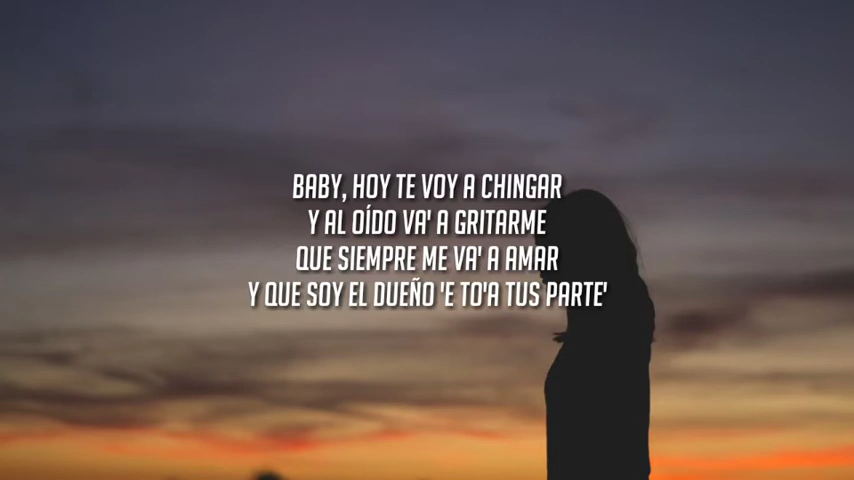 BABY, HOY TE VOY A CHINGAR
Y AL OÍDO VA' A GRITARME
QUE SIEMPRE ME VA' A AMAR
Y QUE SOY EL DUEÑO 'E TO'A TUS PARTE'